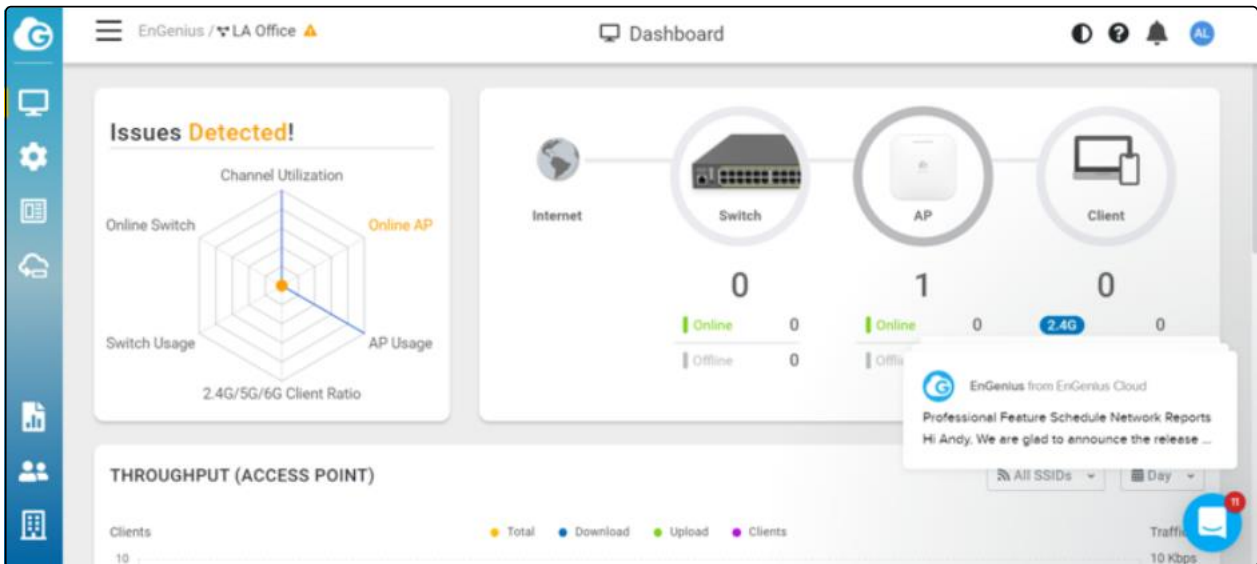 EnGenius / LA Office
Dashboard
AL
Issues Detected!
Channel Utilization
Online Switch
Online AP
Switch Usage
AP Usage
2.4G/5G/6G Client Ratio
Internet
Switch
AP
Client
0
1
0
Online 0
Online 0
2.4G 0
Offline 0
EnGenius from EnGenius Cloud
Professional Feature Schedule Network Reports
Hi Andy, We are glad to announce the release ...
THROUGHPUT (ACCESS POINT)
All SSIDs
Day
11
Clients
Total
Download
Upload
Clients
10
10 Kbps